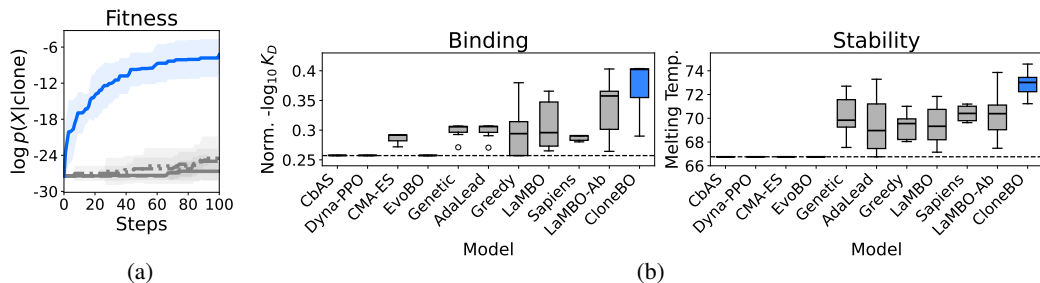 Fitness
log p(X|clone)
-6
-12
-18
-24
-30
0 20 40 60 80 100
Steps
(a)
Binding
Norm. -log10 KD
0.4
0.35
0.3
0.25
CbAS
Dyna-PPO
CMA-ES
EvoBO
Genetic
AdaLead
Greedy
LaMBO
Sapiens
LaMBO-Ab
CloneBO
Model
Stability
Melting Temp.
74
72
70
68
66
CbAS
Dyna-PPO
CMA-ES
EvoBO
Genetic
AdaLead
Greedy
LaMBO
Sapiens
LaMBO-Ab
CloneBO
Model
(b)